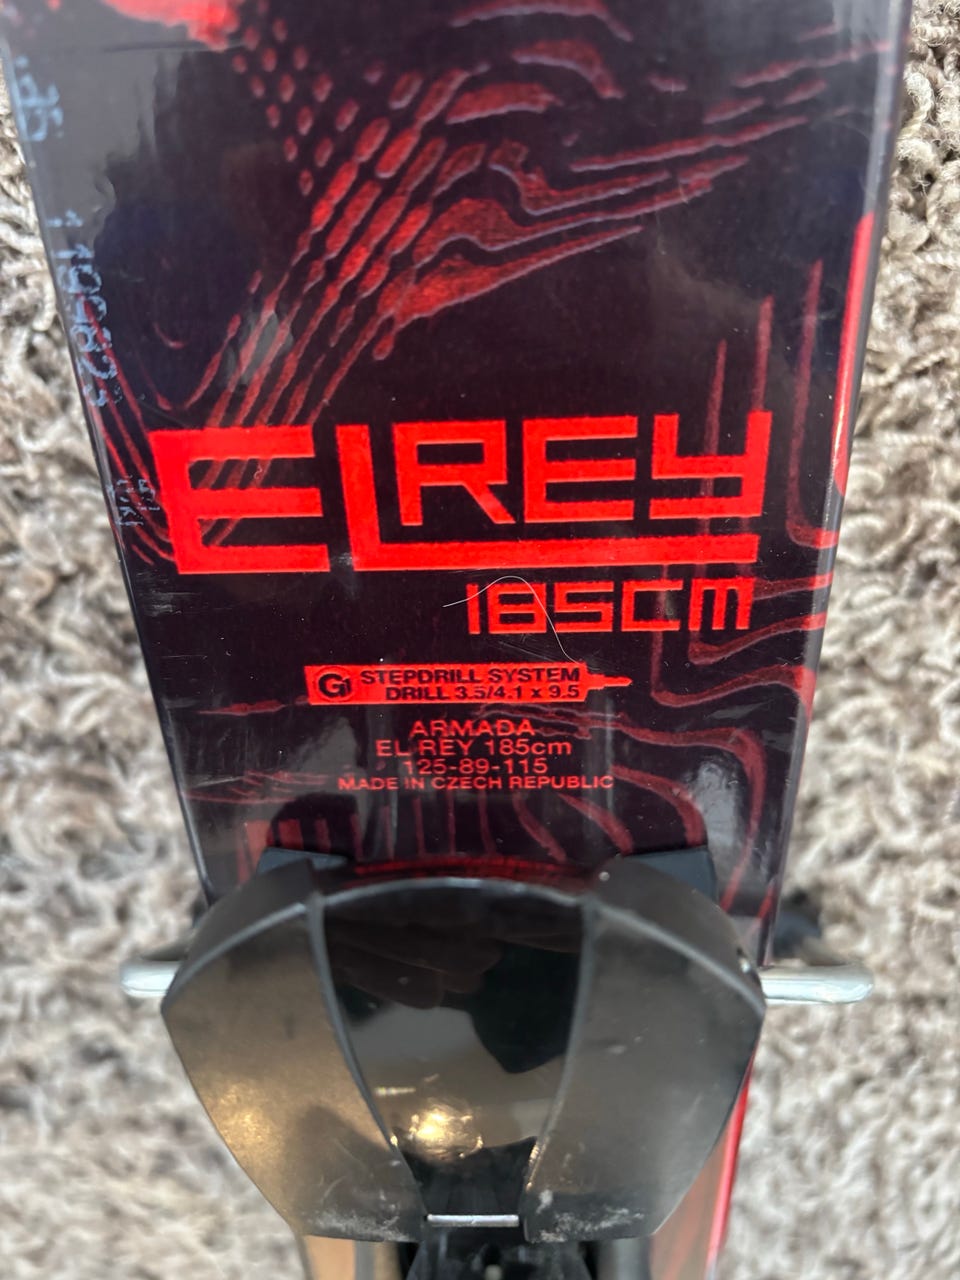 ELREY
185CM
G1 STEPDRILL SYSTEM
DRILL 3.5/4.1 x 9.5
ARMADA
EL REY 185cm
125-89-115
MADE IN CZECH REPUBLIC